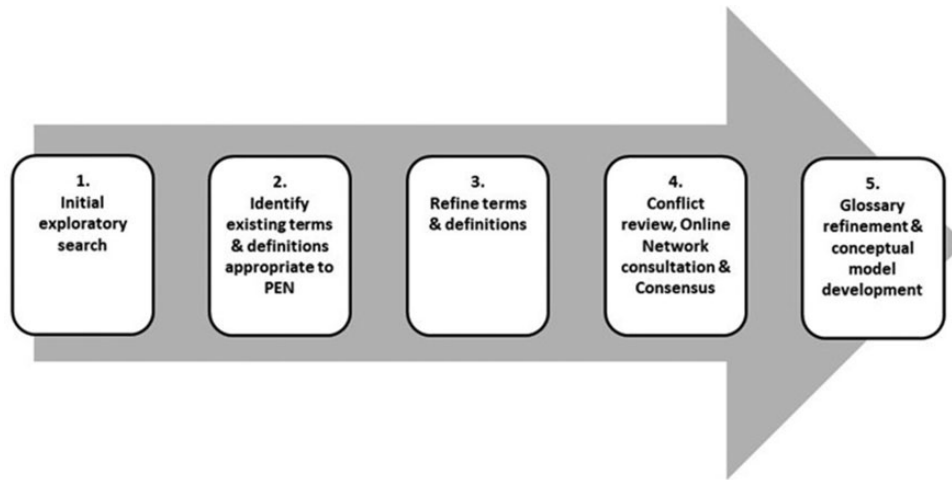 1.
Initial
exploratory
search
2.
Identify
existing terms
& definitions
appropriate to
PEN
3.
Refine terms
& definitions
4.
Conflict
review, Online
Network
consultation &
Consensus
5.
Glossary
refinement &
conceptual
model
development